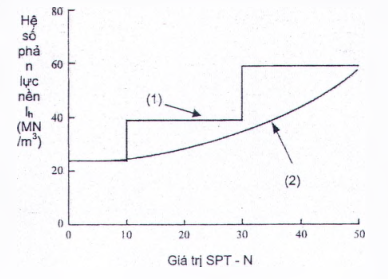 Hệ
số
phả
n
lực
nền
lₕ
(MN
/m³)
80
60
40
20
0
(1)
(2)
0 10 20 30 40 50
Giá trị SPT - N